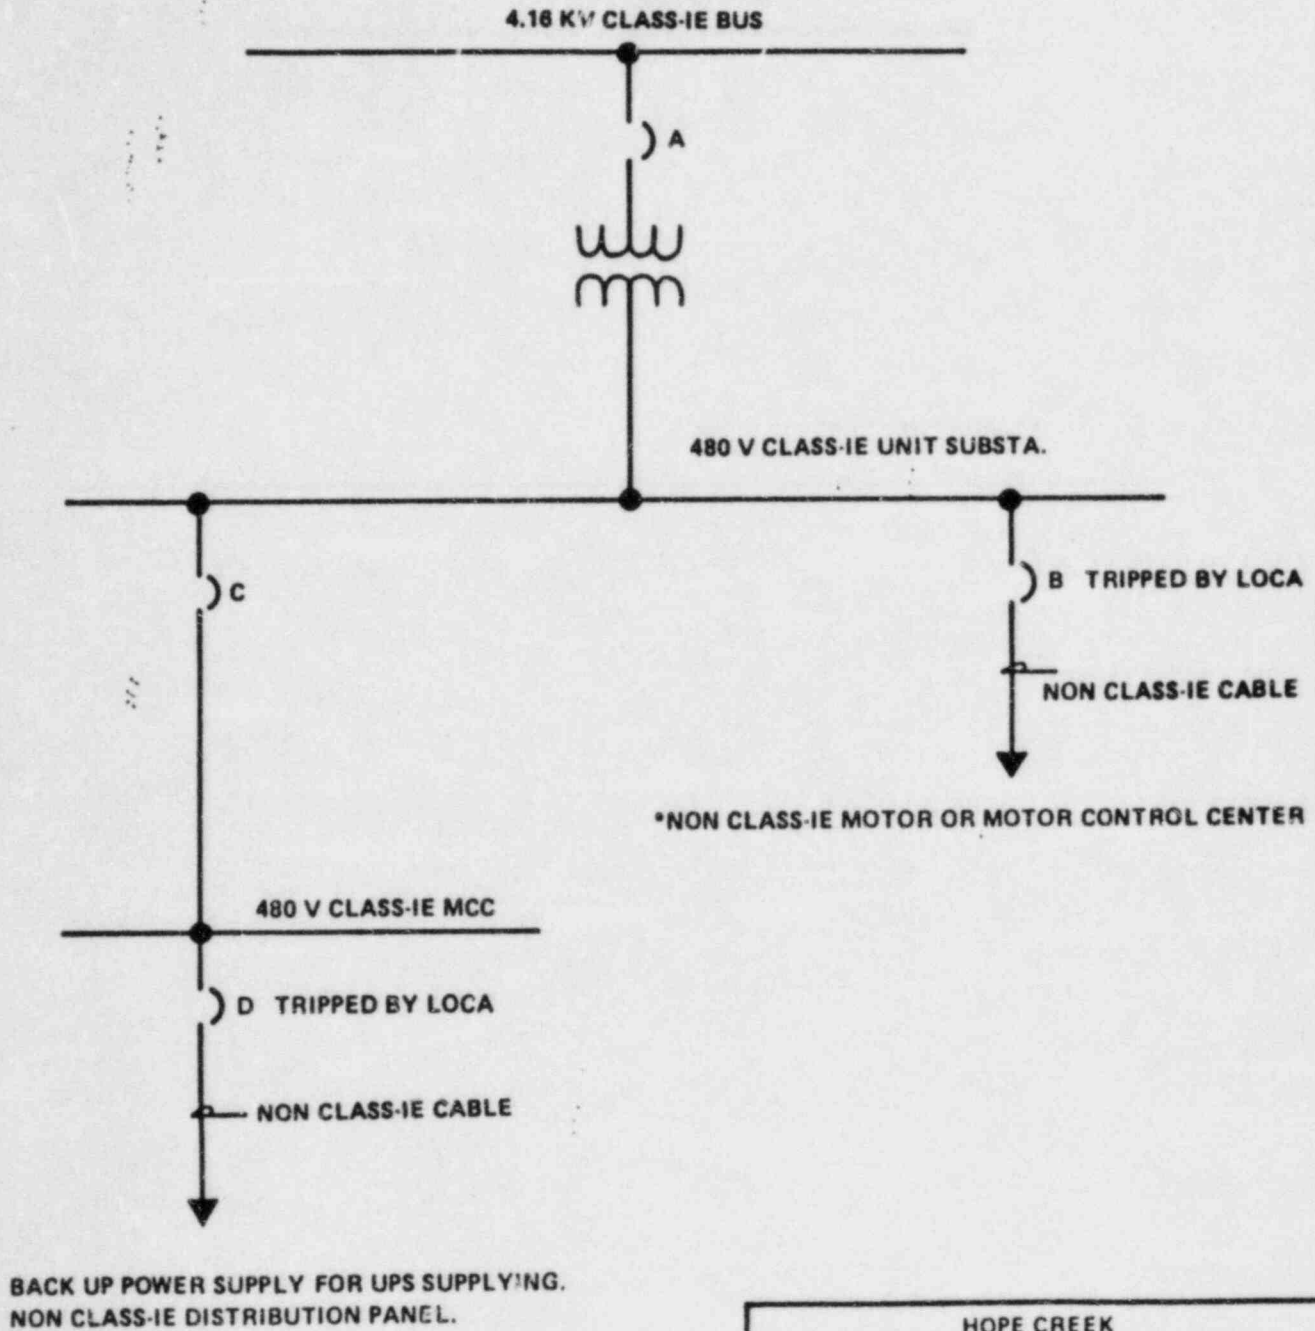 4.16 KV CLASS-IE BUS
A
480 V CLASS-IE UNIT SUBSTA.
C
B TRIPPED BY LOCA
NON CLASS-IE CABLE
*NON CLASS-IE MOTOR OR MOTOR CONTROL CENTER
480 V CLASS-IE MCC
D TRIPPED BY LOCA
NON CLASS-IE CABLE
BACK UP POWER SUPPLY FOR UPS SUPPLYING.
NON CLASS-IE DISTRIBUTION PANEL.
HOPE CREEK